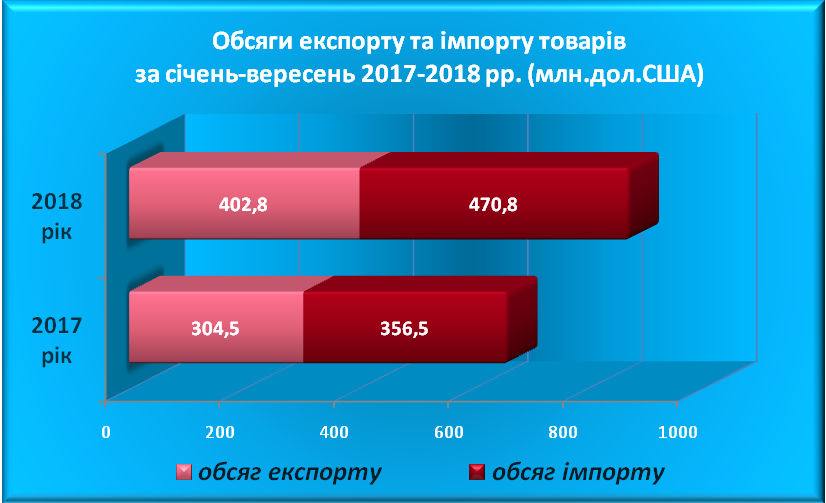 Обсяги експорту та імпорту товарів
за січень-вересень 2017-2018 рр. (млн.дол.США)
2018
рік
402,8
470,8
2017
рік
304,5
356,5
0
200
400
600
800
1000
обсяг експорту
обсяг імпорту